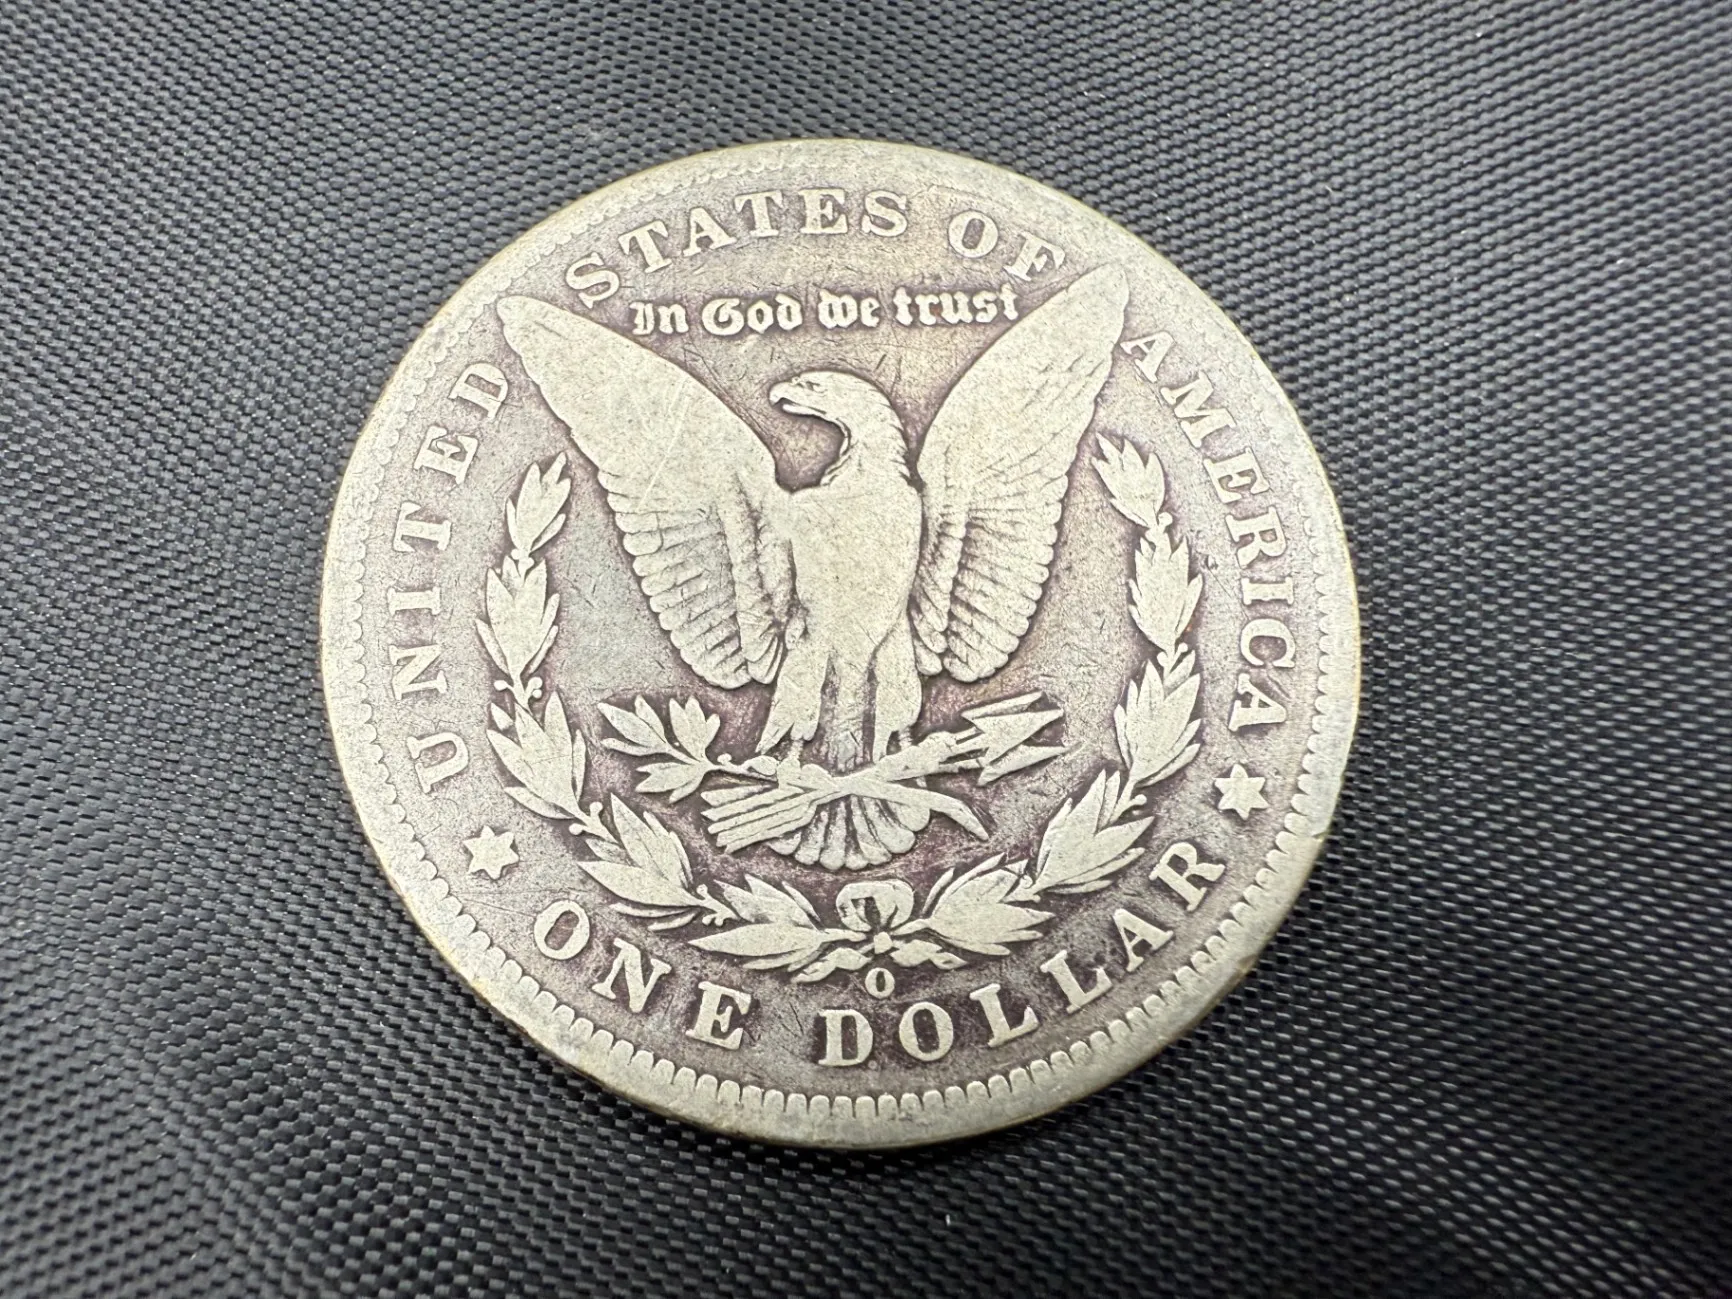 UNITED STATES OF AMERICA
In God we trust
O
ONE DOLLAR